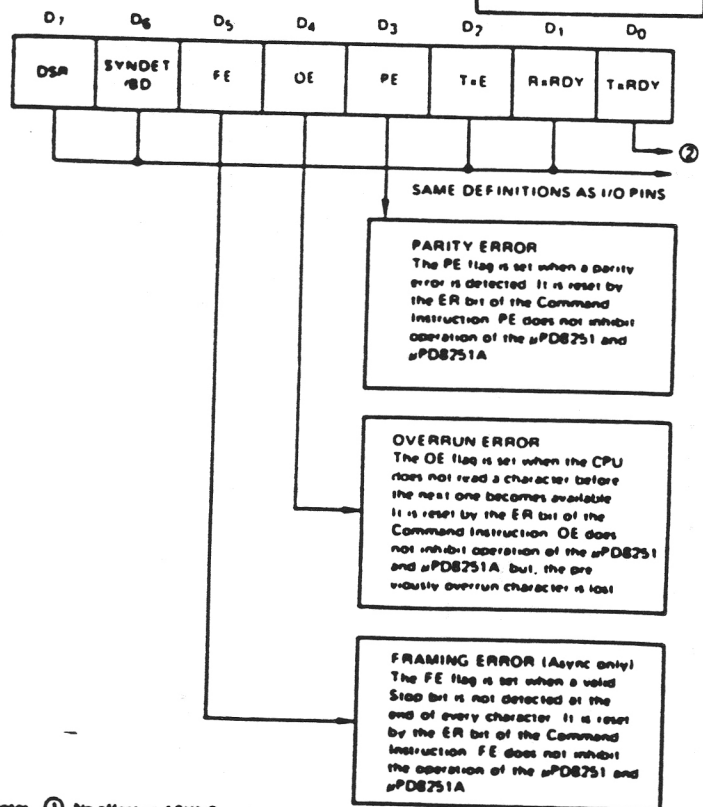 D7 D6 D5 D4 D3 D2 D1 D0
DSR SYNDET/BD FE OE PE TxE RxRDY TxRDY
②
SAME DEFINITIONS AS I/O PINS
PARITY ERROR
The PE flag is set when a parity
error is detected It is reset by
the ER bit of the Command
Instruction PE does not inhibit
operation of the µPD8251 and
µPD8251A
OVERRUN ERROR
The OE flag is set when the CPU
does not read a character before
the next one becomes available
It is reset by the ER bit of the
Command Instruction OE does
not inhibit operation of the µPD8251
and µPD8251A but, the pre
viously overrun character is lost
FRAMING ERROR (Async only)
The FE flag is set when a valid
Stop bit is not detected at the
end of every character It is reset
by the ER bit of the Command
Instruction FE does not inhibit
the operation of the µPD8251 and
µPD8251A